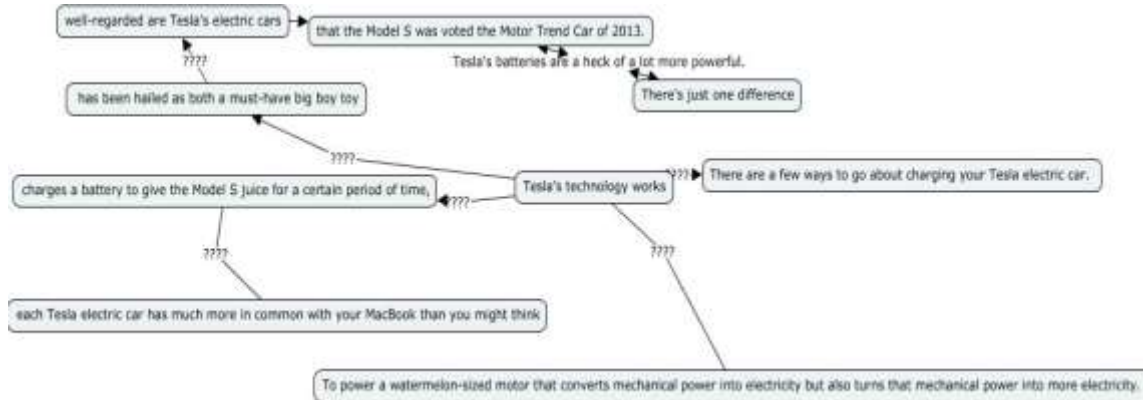 well-regarded are Tesla's electric cars
that the Model S was voted the Motor Trend Car of 2013.
????
Tesla's batteries are a heck of a lot more powerful.
has been hailed as both a must-have big boy toy
There's just one difference
????
charges a battery to give the Model S juice for a certain period of time,
????
Tesla's technology works
????
There are a few ways to go about charging your Tesla electric car.
????
????
each Tesla electric car has much more in common with your MacBook than you might think
To power a watermelon-sized motor that converts mechanical power into electricity but also turns that mechanical power into more electricity.